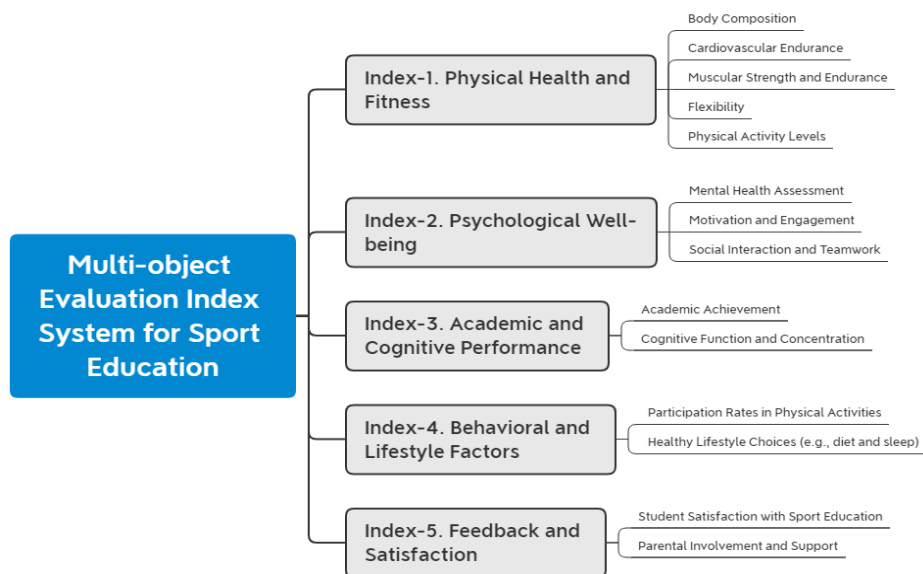 Multi-object
Evaluation Index
System for Sport
Education
Index-1. Physical Health and
Fitness
Body Composition
Cardiovascular Endurance
Muscular Strength and Endurance
Flexibility
Physical Activity Levels
Index-2. Psychological Well-
being
Mental Health Assessment
Motivation and Engagement
Social Interaction and Teamwork
Index-3. Academic and
Cognitive Performance
Academic Achievement
Cognitive Function and Concentration
Index-4. Behavioral and
Lifestyle Factors
Participation Rates in Physical Activities
Healthy Lifestyle Choices (e.g., diet and sleep)
Index-5. Feedback and
Satisfaction
Student Satisfaction with Sport Education
Parental Involvement and Support